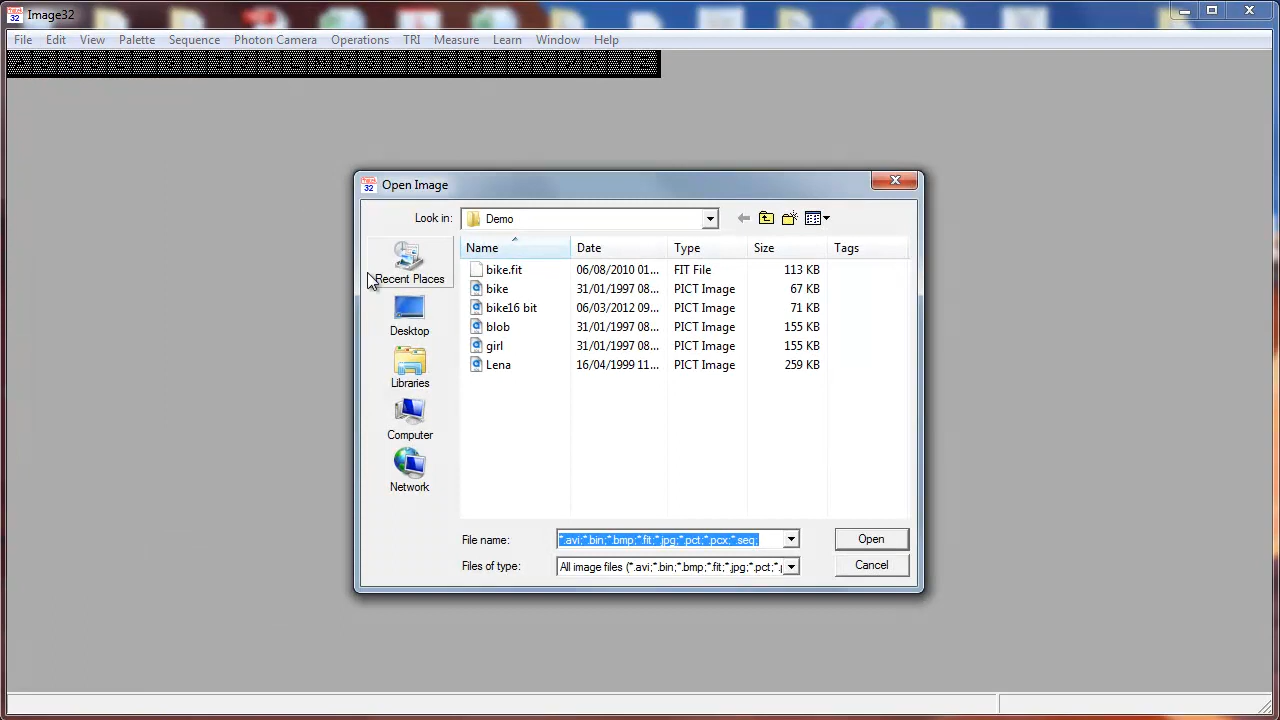 Image32
File Edit View Palette Sequence Photon Camera Operations TRI Measure Learn Window Help
Open Image
Look in: Demo
Name Date Type Size Tags
bike.fit 06/08/2010 01... FIT File 113 KB
bike 31/01/1997 08... PICT Image 67 KB
bike16 bit 06/03/2012 09... PICT Image 71 KB
blob 31/01/1997 08... PICT Image 155 KB
girl 31/01/1997 08... PICT Image 155 KB
Lena 16/04/1999 11... PICT Image 259 KB
Recent Places
Desktop
Libraries
Computer
Network
File name: *.avi;*.bin;*.bmp;*.fit;*.jpg;*.pct;*.pcx;*.seq; Open
Files of type: All image files (*.avi;*.bin;*.bmp;*.fit;*.jpg;*.pct;*. Cancel